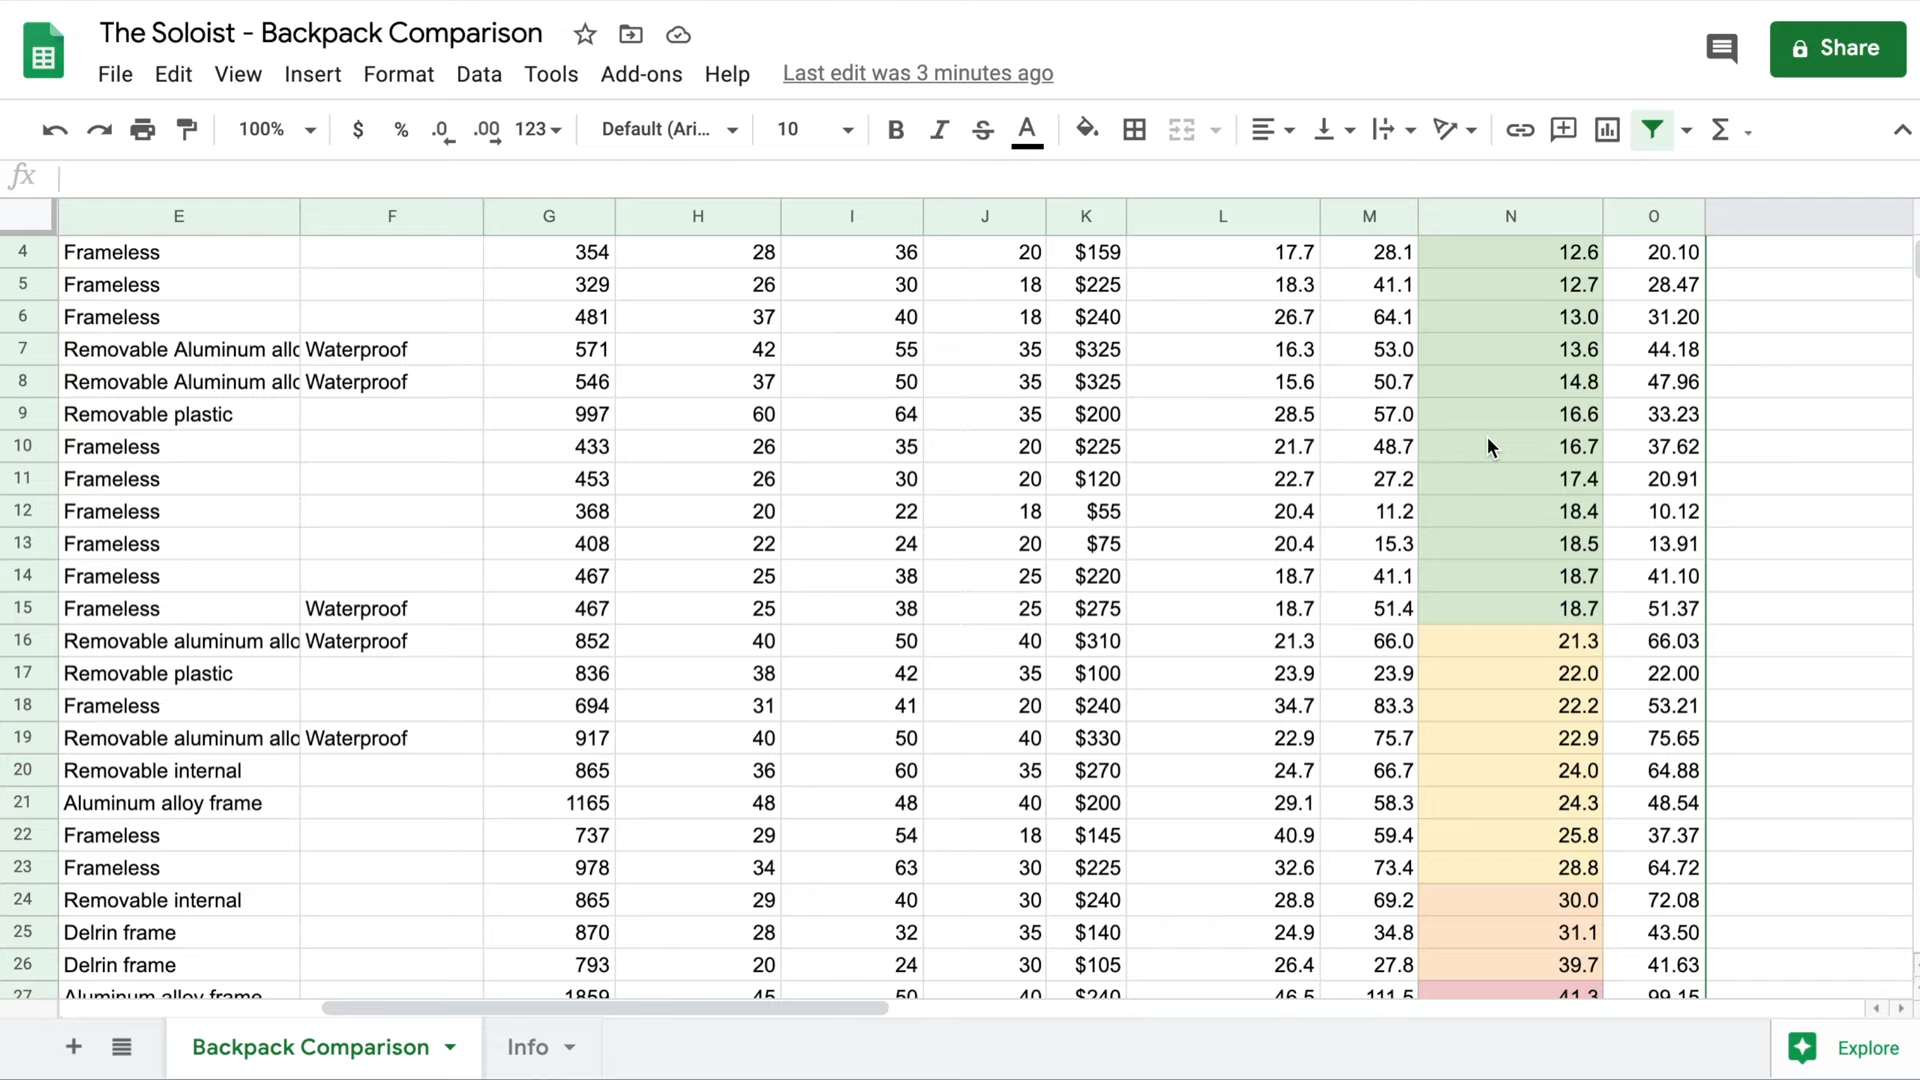 The Soloist - Backpack Comparison
File Edit View Insert Format Data Tools Add-ons Help Last edit was 3 minutes ago
Share
100% $ % .0 .00 123 Default (Ari... 10 B I S A Σ
fx
E F G H I J K L M N O
4 Frameless 354 28 36 20 $159 17.7 28.1 12.6 20.10
5 Frameless 329 26 30 18 $225 18.3 41.1 12.7 28.47
6 Frameless 481 37 40 18 $240 26.7 64.1 13.0 31.20
7 Removable Aluminum allo Waterproof 571 42 55 35 $325 16.3 53.0 13.6 44.18
8 Removable Aluminum allo Waterproof 546 37 50 35 $325 15.6 50.7 14.8 47.96
9 Removable plastic 997 60 64 35 $200 28.5 57.0 16.6 33.23
10 Frameless 433 26 35 20 $225 21.7 48.7 16.7 37.62
11 Frameless 453 26 30 20 $120 22.7 27.2 17.4 20.91
12 Frameless 368 20 22 18 $55 20.4 11.2 18.4 10.12
13 Frameless 408 22 24 20 $75 20.4 15.3 18.5 13.91
14 Frameless 467 25 38 25 $220 18.7 41.1 18.7 41.10
15 Frameless Waterproof 467 25 38 25 $275 18.7 51.4 18.7 51.37
16 Removable aluminum allo Waterproof 852 40 50 40 $310 21.3 66.0 21.3 66.03
17 Removable plastic 836 38 42 35 $100 23.9 23.9 22.0 22.00
18 Frameless 694 31 41 20 $240 34.7 83.3 22.2 53.21
19 Removable aluminum allo Waterproof 917 40 50 40 $330 22.9 75.7 22.9 75.65
20 Removable internal 865 36 60 35 $270 24.7 66.7 24.0 64.88
21 Aluminum alloy frame 1165 48 48 40 $200 29.1 58.3 24.3 48.54
22 Frameless 737 29 54 18 $145 40.9 59.4 25.8 37.37
23 Frameless 978 34 63 30 $225 32.6 73.4 28.8 64.72
24 Removable internal 865 29 40 30 $240 28.8 69.2 30.0 72.08
25 Delrin frame 870 28 32 35 $140 24.9 34.8 31.1 43.50
26 Delrin frame 793 20 24 30 $105 26.4 27.8 39.7 41.63
27 Aluminum alloy frame 1859 45 50 40 $240 46.5 111.5 41.3 99.15
Backpack Comparison Info Explore